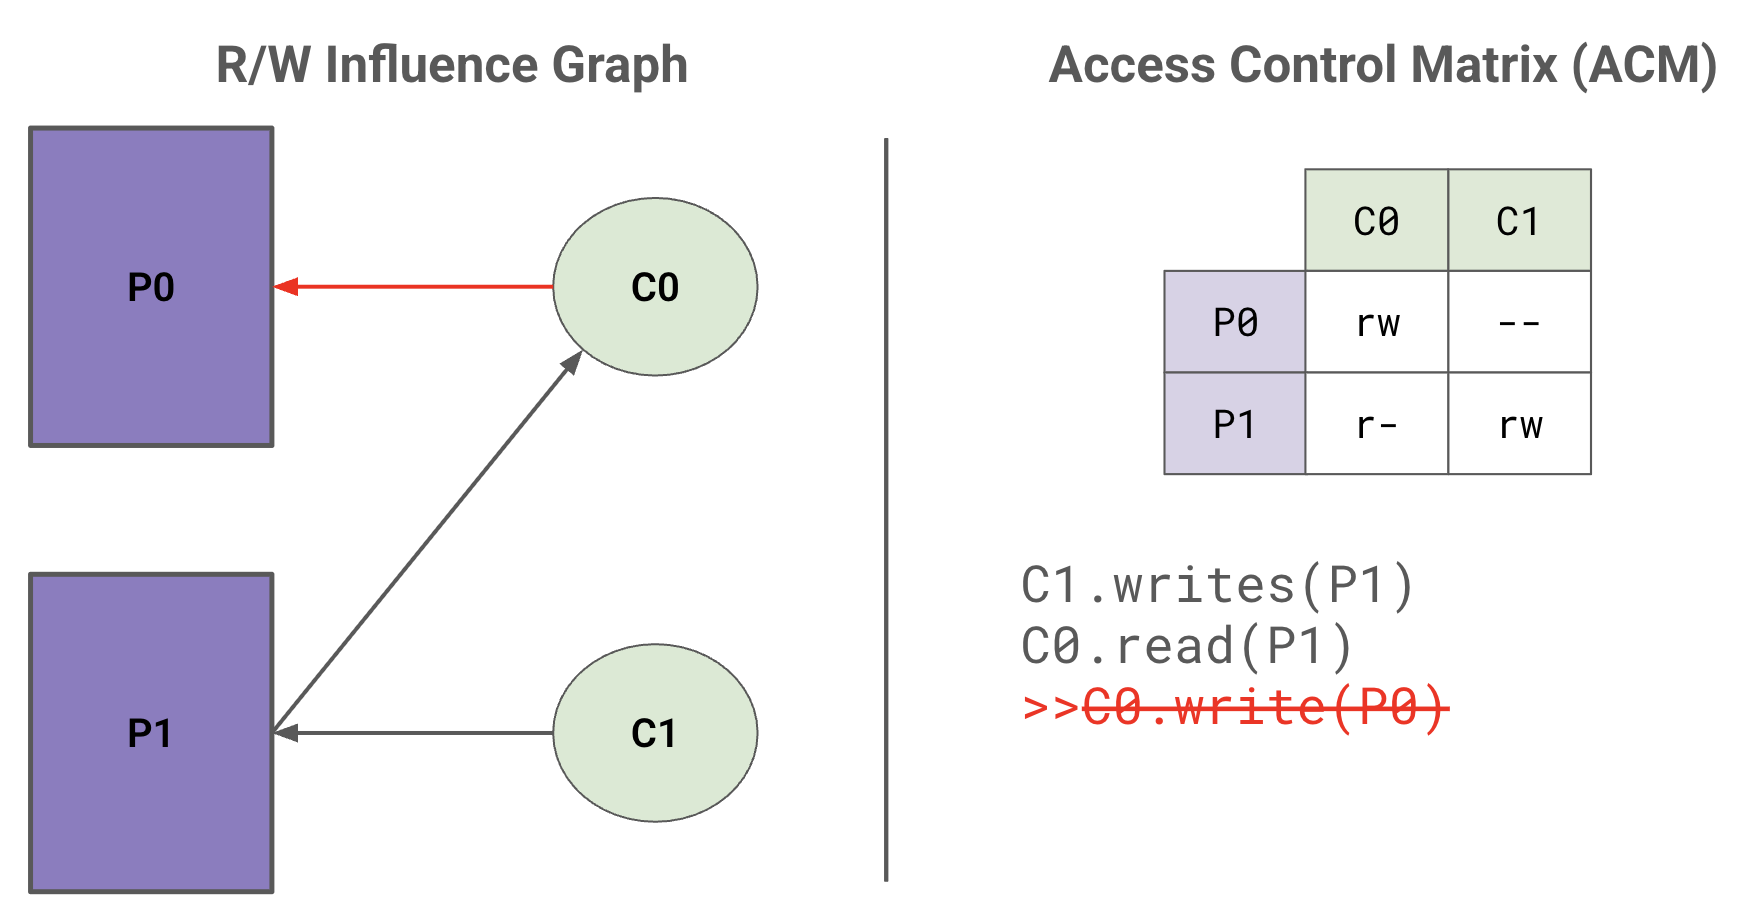 R/W Influence Graph
P0
C0
P1
C1
Access Control Matrix (ACM)
C0 C1
P0 rw --
P1 r- rw
C1.writes(P1)
C0.read(P1)
>>C0.write(P0)